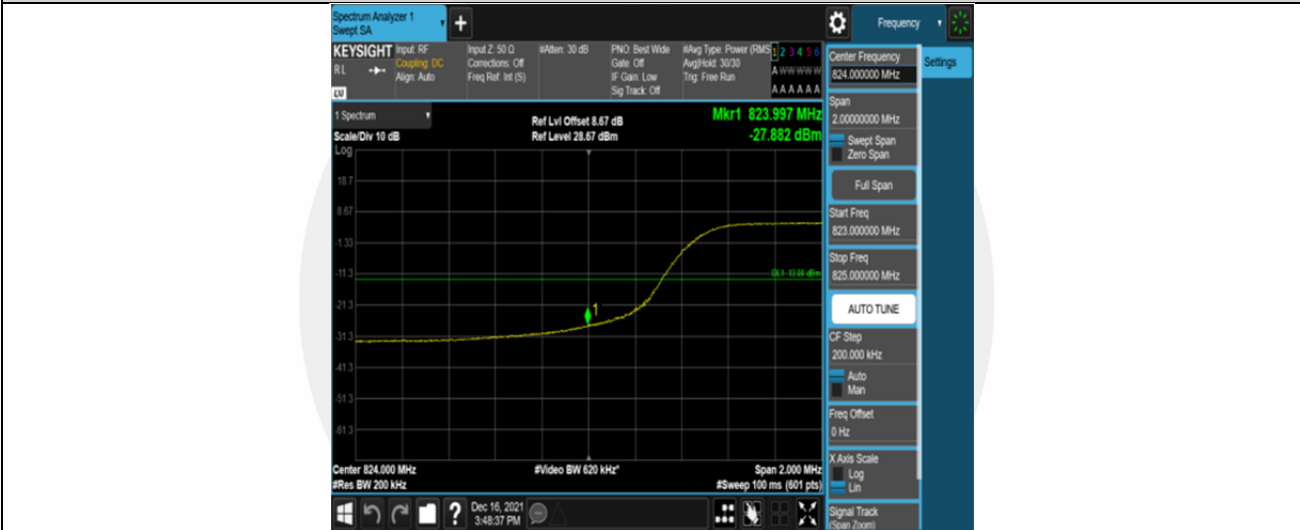 Spectrum Analyzer 1
Swept SA
+
Frequency
KEYSIGHT
R L
Input: RF
Coupling: DC
Align: Auto
Input Z: 50 Ω
Corrections: Off
Freq Ref: Int (S)
#Atten: 30 dB
PNO: Best Wide
Gate: Off
IF Gain: Low
Sig Track: Off
#Avg Type: Power (RMS
Avg|Hold: 30/30
Trig: Free Run
1 2 3 4 5 6
A W W W W W
A A A A A A
1 Spectrum
Scale/Div 10 dB
Log
Ref Lvl Offset 8.67 dB
Ref Level 28.67 dBm
Mkr1 823.997 MHz
-27.882 dBm
18.7
8.67
-1.33
-11.3
-21.3
-31.3
-41.3
-51.3
-61.3
1
Center 824.000 MHz
#Res BW 200 kHz
#Video BW 620 kHz*
Span 2.000 MHz
#Sweep 100 ms (601 pts)
Dec 16, 2021
3:48:37 PM
Center Frequency
824.000000 MHz
Settings
Span
2.00000000 MHz
Swept Span
Zero Span
Full Span
Start Freq
823.000000 MHz
Stop Freq
825.000000 MHz
AUTO TUNE
CF Step
200.000 kHz
Auto
Man
Freq Offset
0 Hz
X Axis Scale
Log
Lin
Signal Track
(Span Zoom)